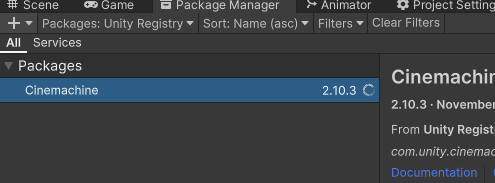 Scene Game Package Manager Animator Project Setting
+ Packages: Unity Registry Sort: Name (asc) Filters Clear Filters
All Services
Packages
Cinemachine 2.10.3
Cinemachin
2.10.3 · November
From Unity Regist
com.unity.cinemac
Documentation